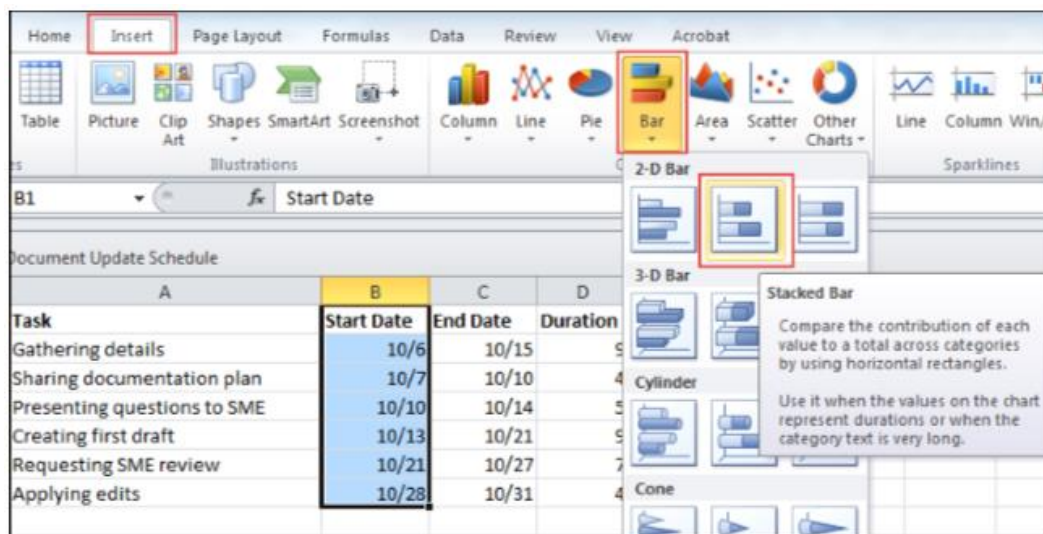 Home Insert Page Layout Formulas Data Review View Acrobat
Table Picture Clip Art Shapes SmartArt Screenshot Column Line Pie Bar Area Scatter Other Charts Line Column Win/
Illustrations Sparklines
B1 fx Start Date
2-D Bar
Document Update Schedule
3-D Bar
A B C D
Stacked Bar
Task Start Date End Date Duration
Compare the contribution of each
value to a total across categories
by using horizontal rectangles.
Gathering details 10/6 10/15 9
Sharing documentation plan 10/7 10/10 4
Cylinder
Use it when the values on the chart
represent durations or when the
category text is very long.
Presenting questions to SME 10/10 10/14 5
Creating first draft 10/13 10/21 9
Requesting SME review 10/21 10/27 7
Applying edits 10/28 10/31 4
Cone